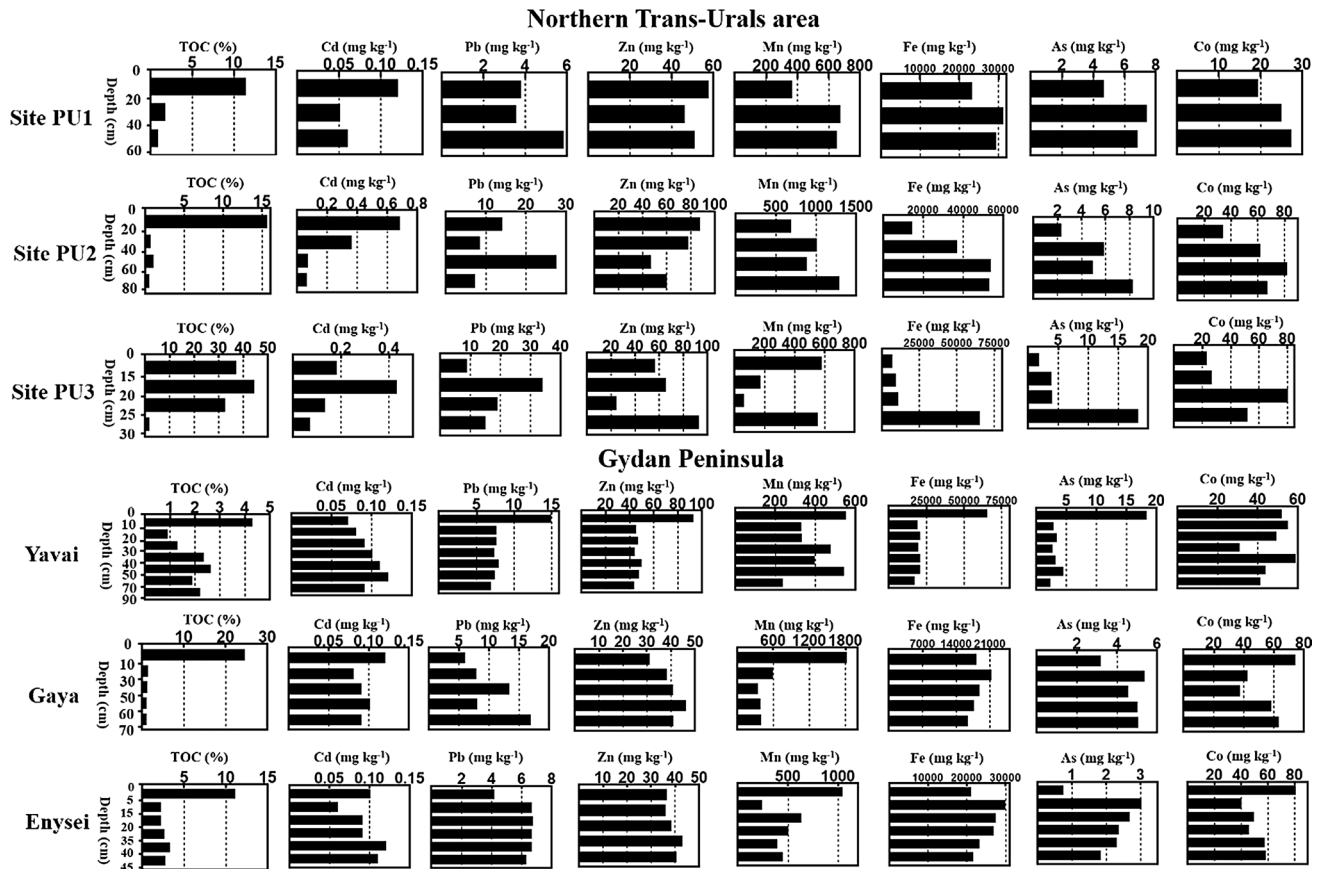 Northern Trans-Urals area
TOC (%) Cd (mg kg-1) Pb (mg kg-1) Zn (mg kg-1) Mn (mg kg-1) Fe (mg kg-1) As (mg kg-1) Co (mg kg-1)
0 5 10 15 0.05 0.10 0.15 2 4 6 20 40 60 200 400 600 800 10000 20000 30000 2 4 6 8 10 20 30
Site PU1
Depth (cm)
20
40
60
TOC (%) Cd (mg kg-1) Pb (mg kg-1) Zn (mg kg-1) Mn (mg kg-1) Fe (mg kg-1) As (mg kg-1) Co (mg kg-1)
0 5 10 15 0,2 0,4 0,6 0.8 10 20 30 20 40 60 80 100 500 1000 1500 20000 40000 60000 2 4 6 8 10 20 40 60 80
Site PU2
Depth (cm)
20
40
60
80
TOC (%) Cd (mg kg-1) Pb (mg kg-1) Zn (mg kg-1) Mn (mg kg-1) Fe (mg kg-1) As (mg kg-1) Co (mg kg-1)
0 10 20 30 40 50 0.2 0.4 10 20 30 40 20 40 60 80 100 200 400 600 800 25000 50000 75000 5 10 15 20 20 40 60 80
Site PU3
Depth (cm)
15
20
25
30
Gydan Peninsula
TOC (%) Cd (mg kg-1) Pb (mg kg-1) Zn (mg kg-1) Mn (mg kg-1) Fe (mg kg-1) As (mg kg-1) Co (mg kg-1)
0 1 2 3 4 5 0.05 0.10 0.15 5 10 15 20 40 60 80 100 200 400 600 25000 50000 75000 5 10 15 20 20 40 60
Yavai
Depth (cm)
10
20
30
40
50
70
90
TOC (%) Cd (mg kg-1) Pb (mg kg-1) Zn (mg kg-1) Mn (mg kg-1) Fe (mg kg-1) As (mg kg-1) Co (mg kg-1)
0 10 20 30 0.05 0.10 0.15 5 10 15 20 10 20 30 40 50 600 1200 1800 7000 14000 21000 2 4 6 20 40 60 80
Gaya
Depth (cm)
10
30
50
60
70
TOC (%) Cd (mg kg-1) Pb (mg kg-1) Zn (mg kg-1) Mn (mg kg-1) Fe (mg kg-1) As (mg kg-1) Co (mg kg-1)
0 5 10 15 0.05 0.10 0.15 2 4 6 8 10 20 30 40 50 500 1000 10000 20000 30000 1 2 3 20 40 60 80
Enysei
Depth (cm)
5
15
20
35
40
45